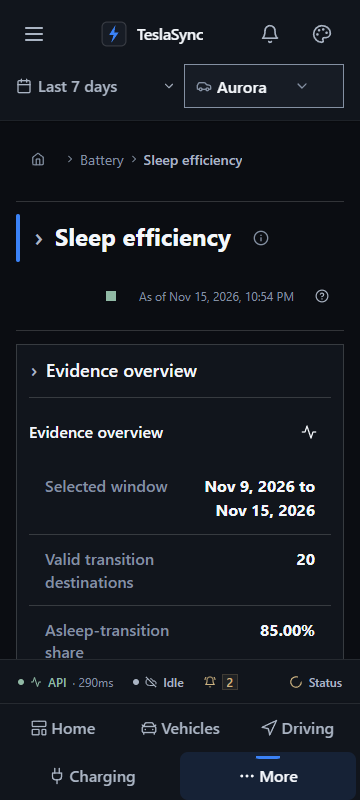 TeslaSync
Last 7 days
Aurora
Battery
Sleep efficiency
Sleep efficiency
As of Nov 15, 2026, 10:54 PM
Evidence overview
Evidence overview
Selected window
Nov 9, 2026 to
Nov 15, 2026
Valid transition
destinations
20
Asleep-transition
share
85.00%
API · 290ms
Idle
2
Status
Home
Vehicles
Driving
Charging
More